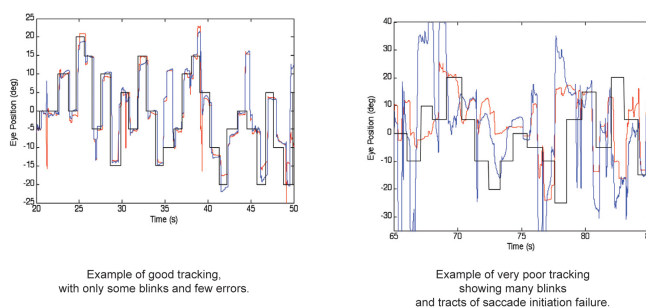 25
20
15
10
5
0
-5
-10
-15
-20
-25
20 25 30 35 40 45 50
Eye Position (deg)
Time (s)
Example of good tracking,
with only some blinks and few errors.
40
30
20
10
0
-10
-20
-30
65 70 75 80
Eye Position (deg)
Time (s)
Example of very poor tracking
showing many blinks
and tracts of saccade initiation failure.